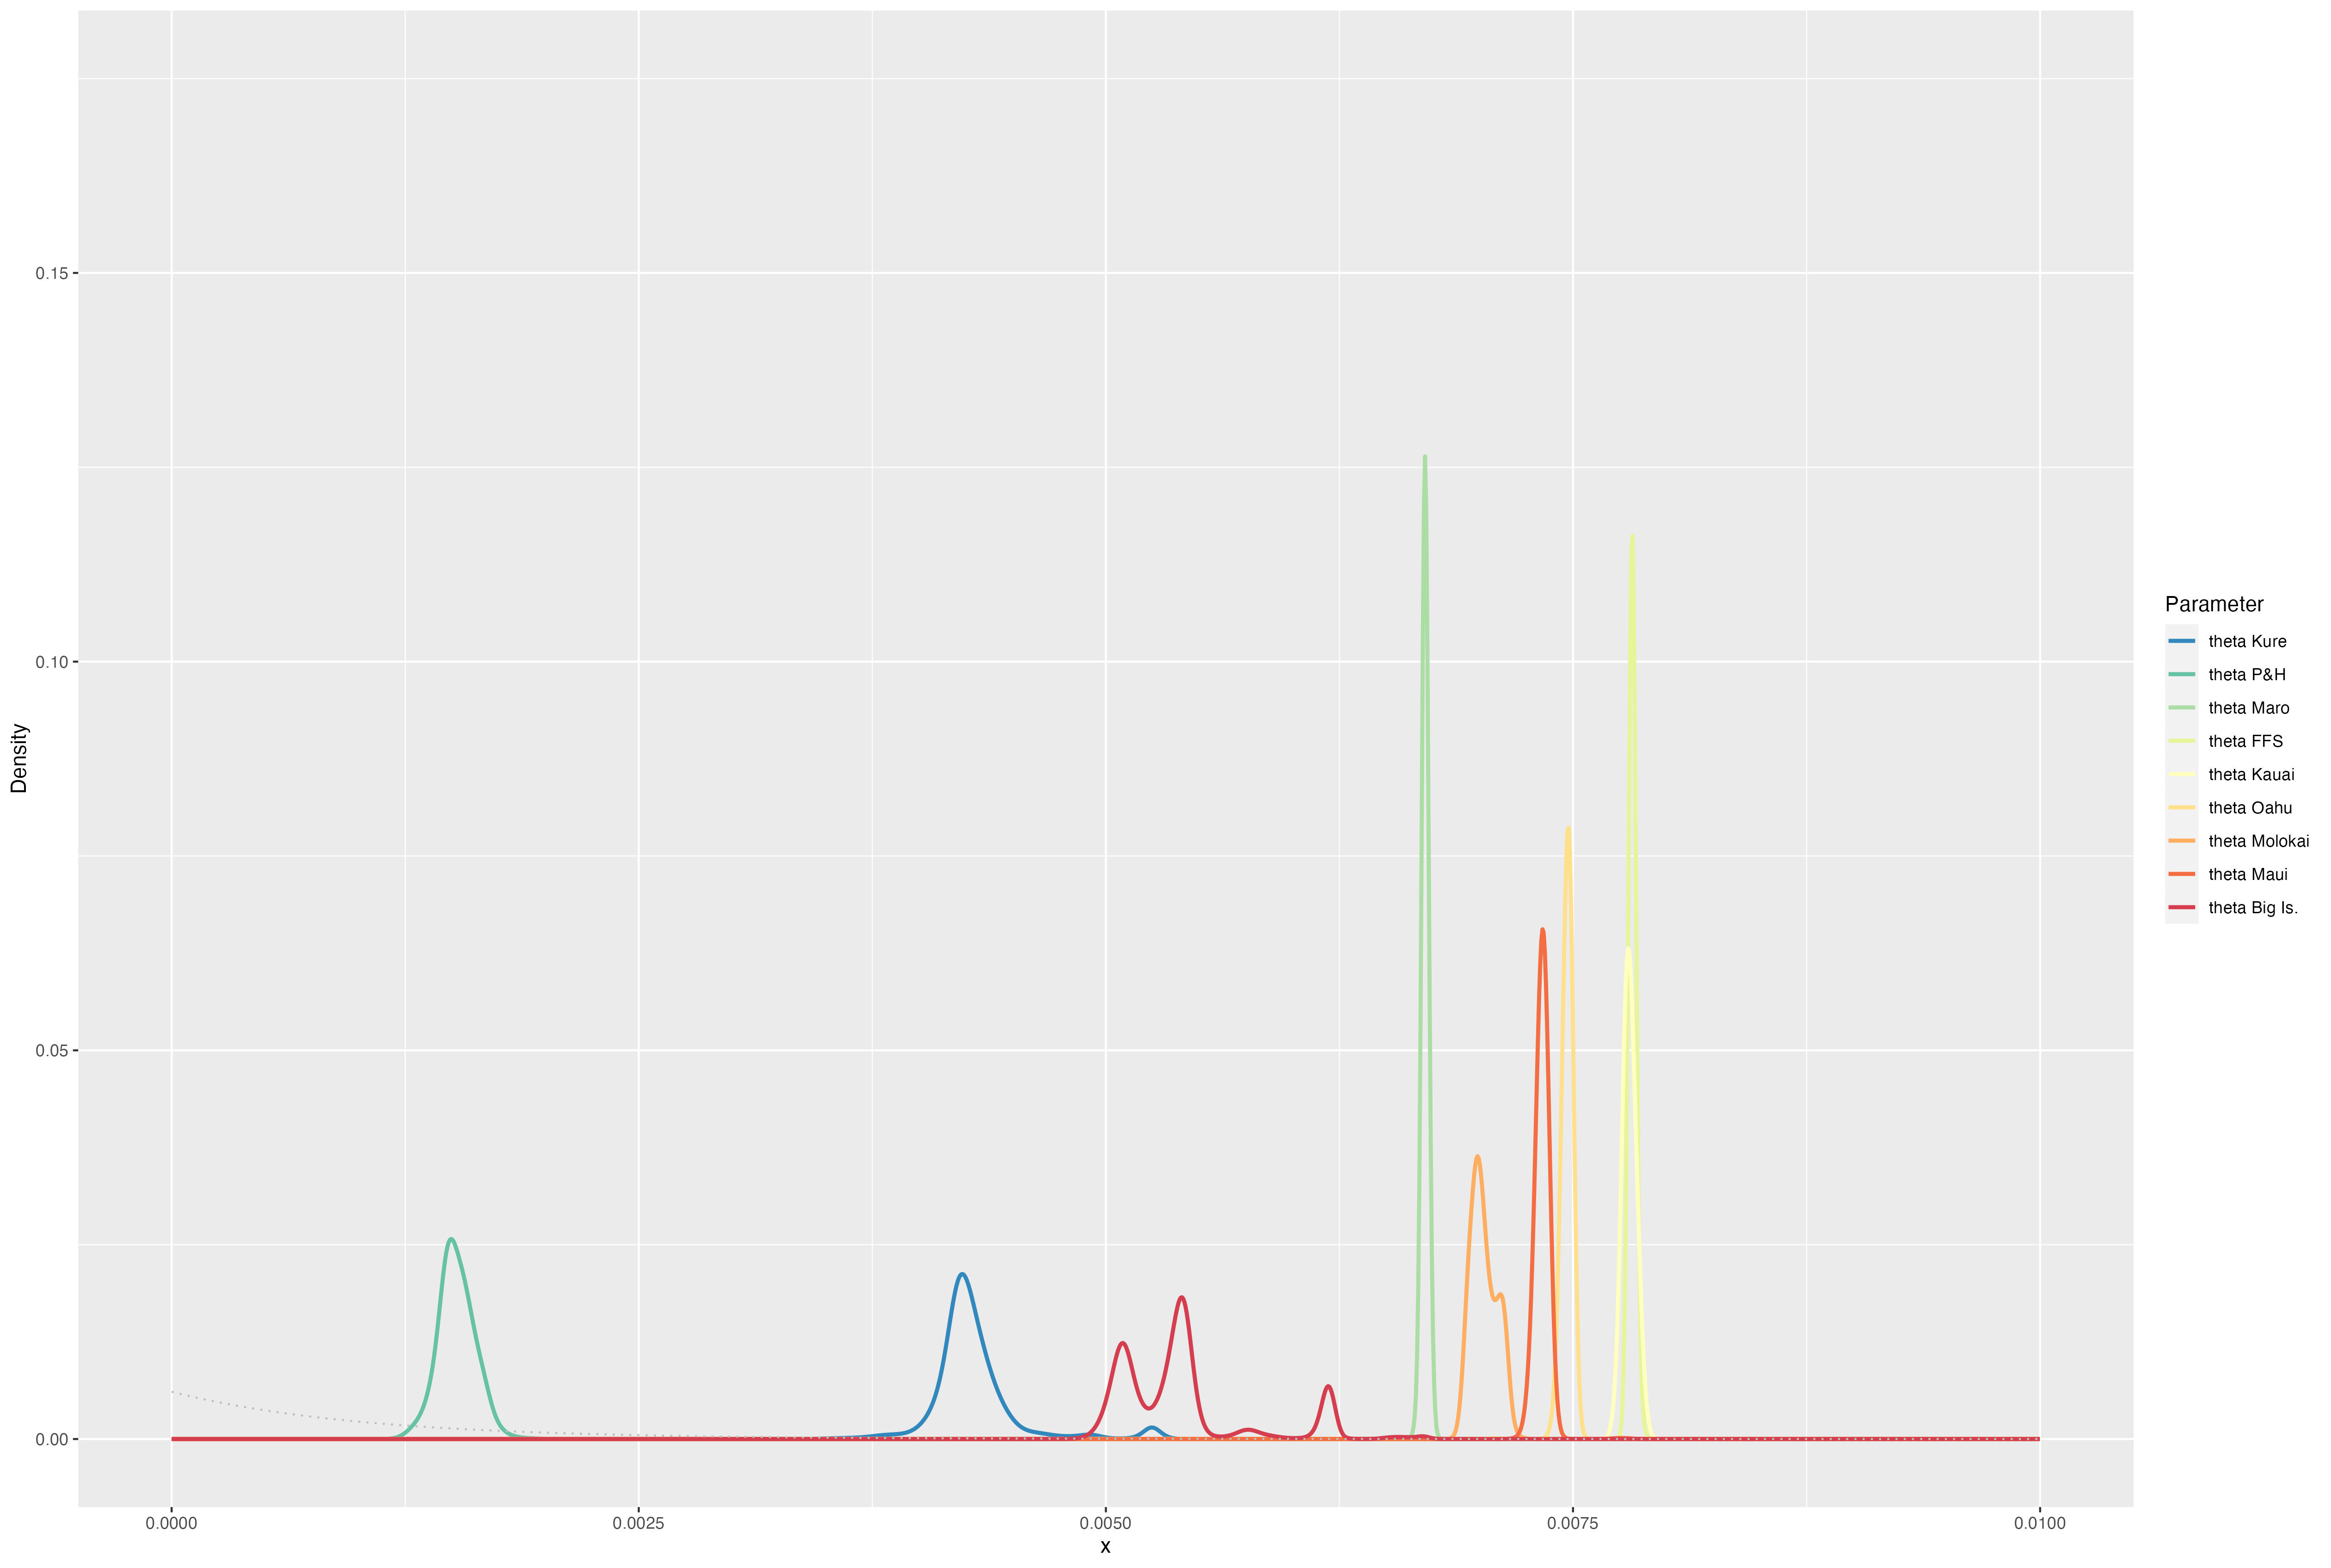 Density
0.15
0.10
0.05
0.00
0.0000
0.0025
0.0050
0.0075
0.0100
x
Parameter
theta Kure
theta P&H
theta Maro
theta FFS
theta Kauai
theta Oahu
theta Molokai
theta Maui
theta Big Is.